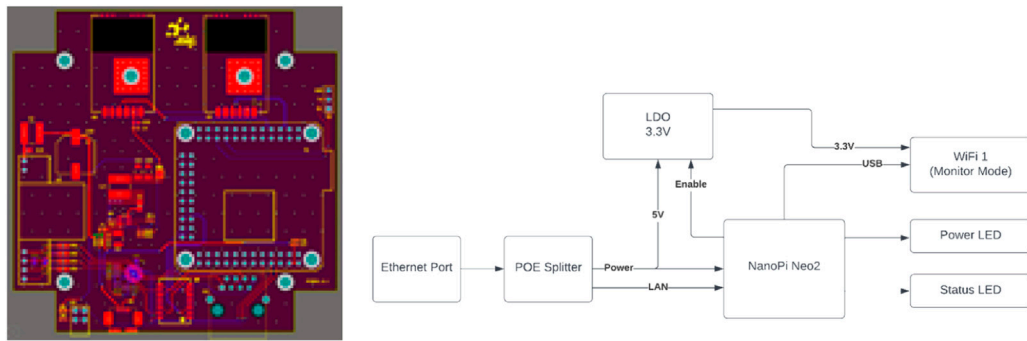 LDO
3.3V
3.3V
WiFi 1
(Monitor Mode)
USB
Enable
5V
Ethernet Port
POE Splitter
Power
LAN
NanoPi Neo2
Power LED
Status LED